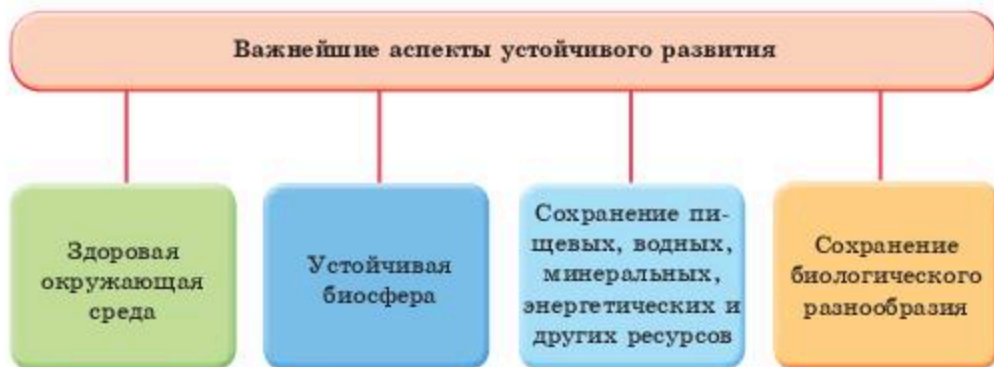 Важнейшие аспекты устойчивого развития
Здоровая
окружающая
среда
Устойчивая
биосфера
Сохранение пи-
щевых, водных,
минеральных,
энергетических и
других ресурсов
Сохранение
биологического
разнообразия